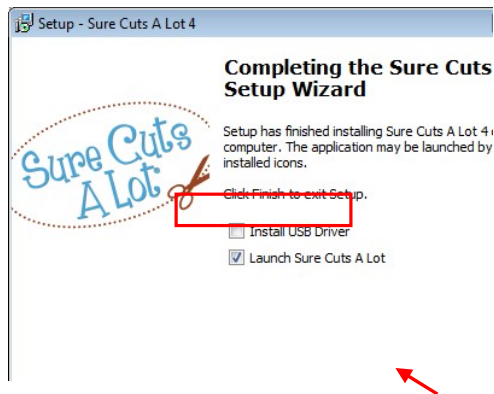 Setup - Sure Cuts A Lot 4
Completing the Sure Cuts
Setup Wizard
Sure Cuts
A Lot
Setup has finished installing Sure Cuts A Lot 4
computer. The application may be launched by
installed icons.
Click Finish to exit Setup.
Install USB Driver
Launch Sure Cuts A Lot